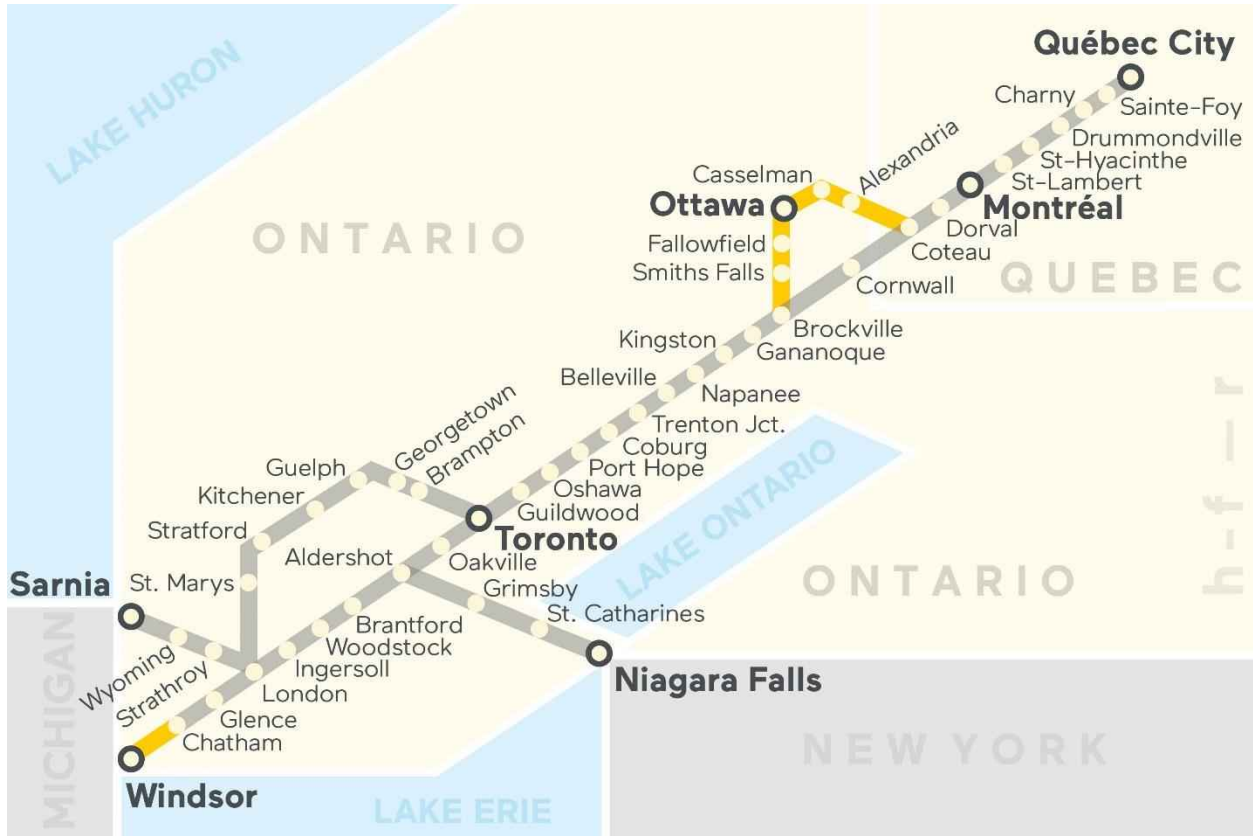 Québec City
LAKE HURON
Charny
Sainte-Foy
Drummondville
Alexandria
St-Hyacinthe
Casselman
St-Lambert
Ottawa
Montréal
ONTARIO
Dorval
Fallowfield
Coteau
Smiths Falls
QUEBEC
Cornwall
Brockville
Kingston
Gananoque
Belleville
Napanee
Georgetown
Brampton
Trenton Jct.
h-f-r
Coburg
Guelph
Port Hope
Kitchener
Oshawa
LAKE ONTARIO
Guildwood
Stratford
Toronto
Aldershot
Oakville
Sarnia
St. Marys
Grimsby
ONTARIO
St. Catharines
Brantford
Woodstock
MICHIGAN
Wyoming
Ingersoll
Strathroy
London
Niagara Falls
Glence
Chatham
NEW YORK
Windsor
LAKE ERIE